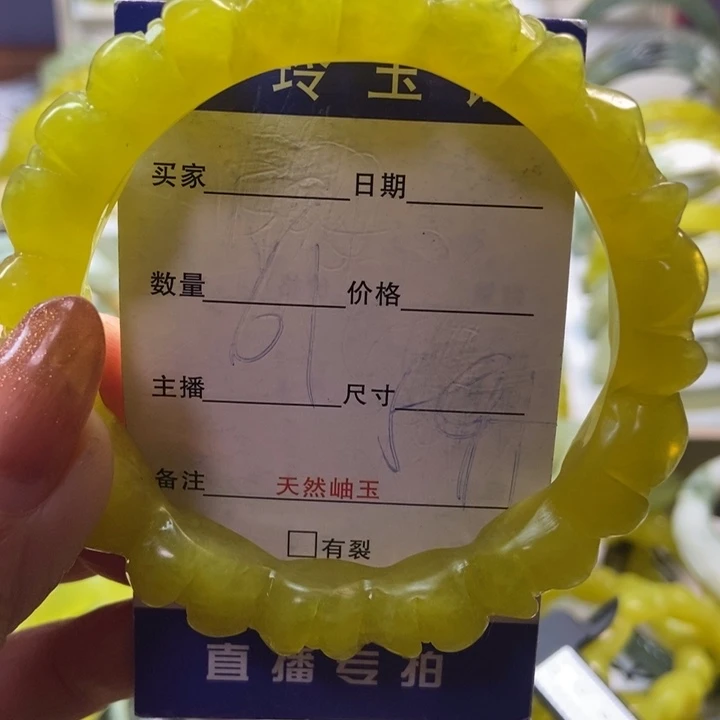 玲玉
买家 日期
数量 价格
61
主播 尺寸
备注 天然岫玉
□有裂
直播专拍